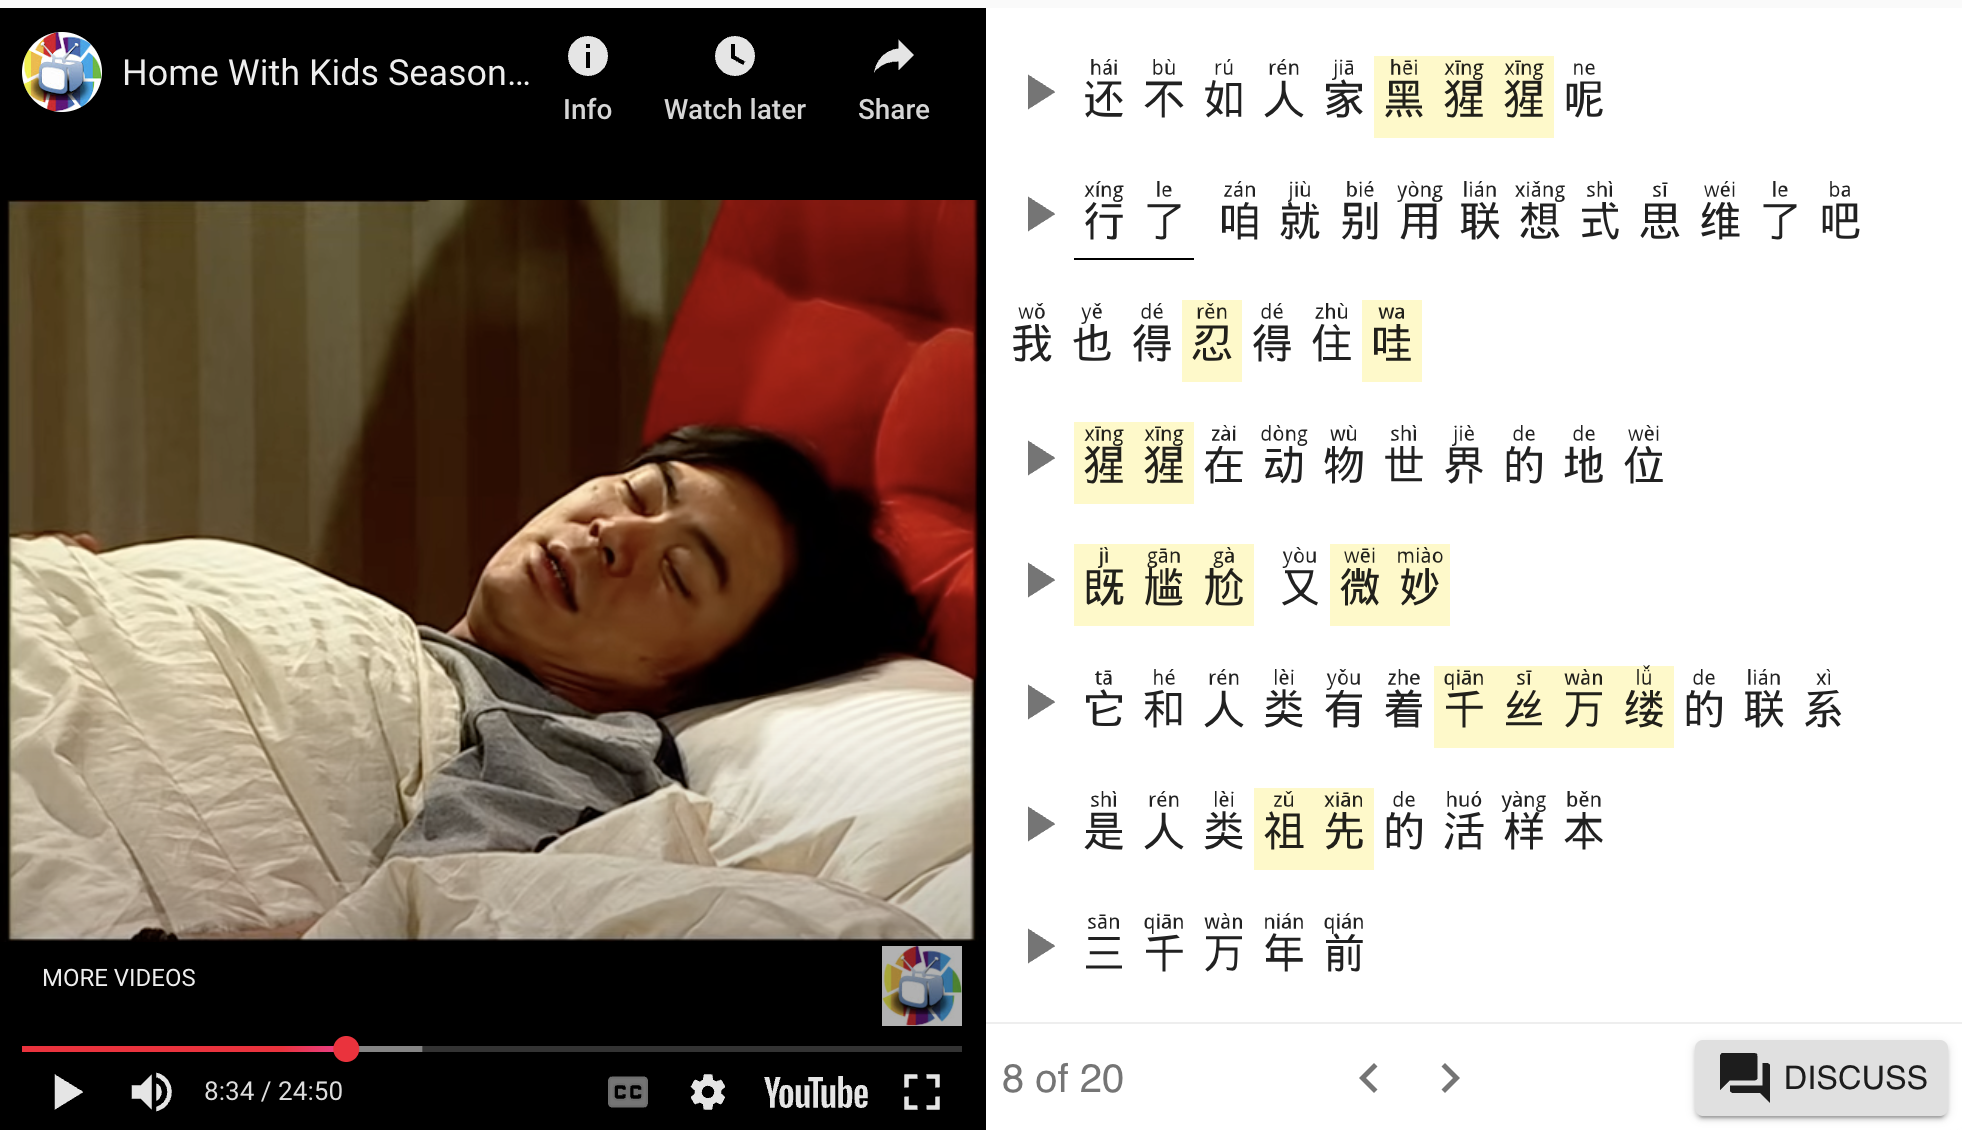 Home With Kids Season...
Info
Watch later
Share
MORE VIDEOS
8:34 / 24:50
CC
YouTube
hái bù rú rén jiā hēi xīng xīng ne
还不如人家黑猩猩呢
xíng le zán jiù bié yòng lián xiǎng shì sī wéi le ba
行了 咱就别用联想式思维了吧
wǒ yě dé rěn dé zhù wa
我也得忍得住哇
xīng xīng zài dòng wù shì jiè de de wèi
猩猩在动物世界的地位
jì gān gà yòu wēi miào
既尴尬 又微妙
tā hé rén lèi yǒu zhe qiān sī wàn lǚ de lián xì
它和人类有着千丝万缕的联系
shì rén lèi zǔ xiān de huó yàng běn
是人类祖先的活样本
sān qiān wàn nián qián
三千万年前
8 of 20
DISCUSS